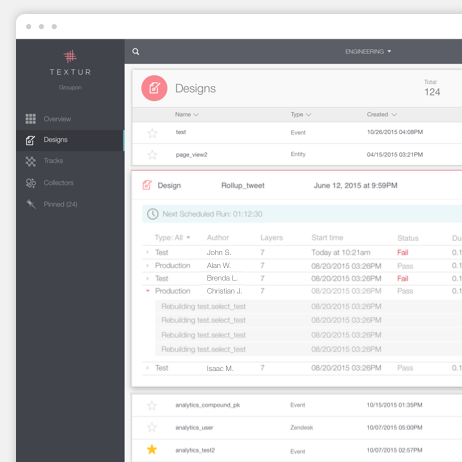 ENGINEERING
TEXTUR
Groupon
Overview
Designs
Tracks
Collectors
Pinned (24)
Designs
Total
124
Name Type Created
test Event 10/26/2015 04:08PM
page_view2 Entity 04/15/2015 03:21PM
Design Rollup_tweet June 12, 2015 at 9:59PM
Next Scheduled Run: 01:12:30
Type: All Author Layers Start time Status Du
Test John S. 7 Today at 10:21am Fail 0.1
Production Alan W. 7 08/20/2015 03:26PM Pass 0.1
Test Brenda L. 7 08/20/2015 03:26PM Fail 0.1
Production Christian J. 7 08/20/2015 03:26PM Pass 0.1
Rebuilding test.select_test 08/20/2015 03:26PM
Rebuilding test.select_test 08/20/2015 03:26PM
Rebuilding test.select_test 08/20/2015 03:26PM
Rebuilding test.select_test 08/20/2015 03:26PM
Test Isaac M. 7 08/20/2015 03:26PM Pass 0.1
analytics_compound_pk Event 10/15/2015 01:35PM
analytics_user Zendesk 10/07/2015 05:00PM
analytics_test2 Event 10/07/2015 02:57PM